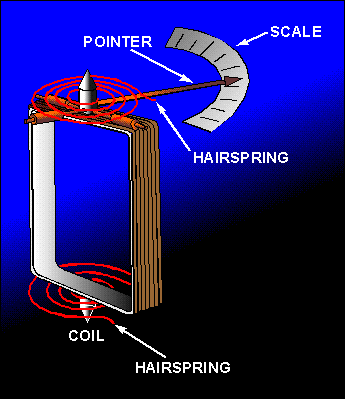 SCALE
POINTER
HAIRSPRING
COIL
HAIRSPRING